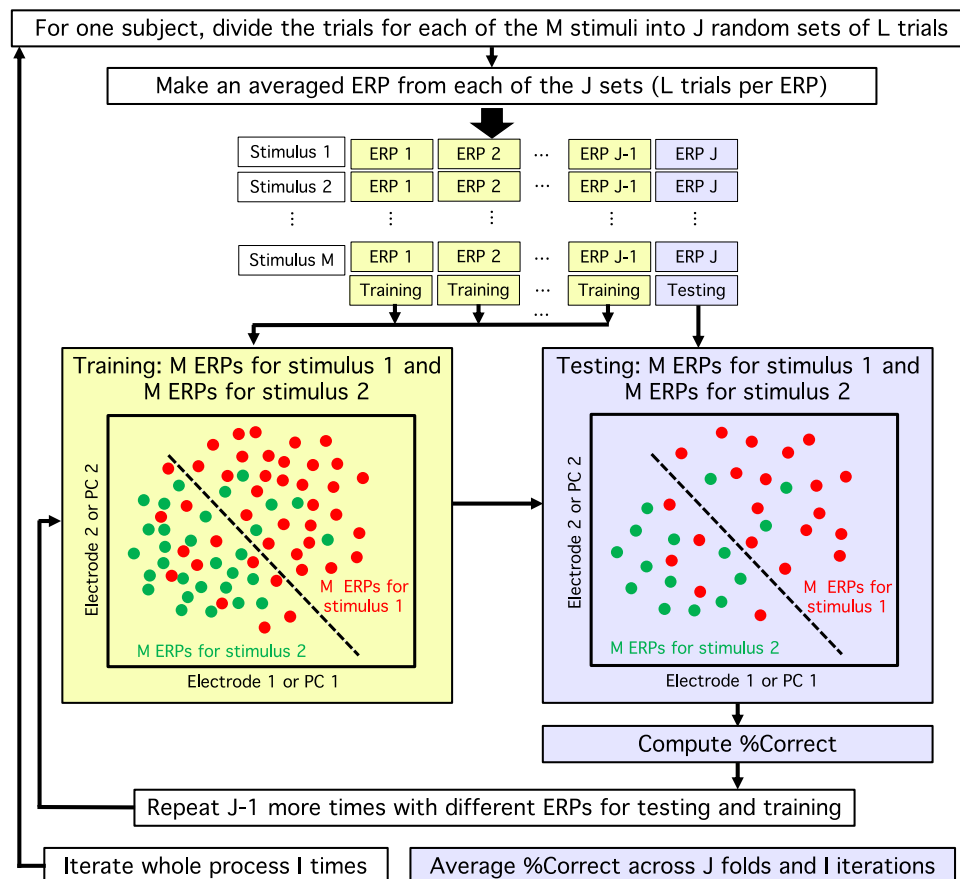 For one subject, divide the trials for each of the M stimuli into J random sets of L trials
Make an averaged ERP from each of the J sets (L trials per ERP)
Stimulus 1 ERP 1 ERP 2 ... ERP J-1 ERP J
Stimulus 2 ERP 1 ERP 2 ... ERP J-1 ERP J
⋮ ⋮ ⋮ ⋮ ⋮
Stimulus M ERP 1 ERP 2 ... ERP J-1 ERP J
Training Training ... Training Testing
...
Training: M ERPs for stimulus 1 and
M ERPs for stimulus 2
Electrode 2 or PC 2
M ERPs for
stimulus 1
M ERPs for stimulus 2
Electrode 1 or PC 1
Testing: M ERPs for stimulus 1 and
M ERPs for stimulus 2
Electrode 2 or PC 2
M ERPs for
stimulus 1
M ERPs for stimulus 2
Electrode 1 or PC 1
Compute %Correct
Repeat J-1 more times with different ERPs for testing and training
Iterate whole process I times
Average %Correct across J folds and I iterations